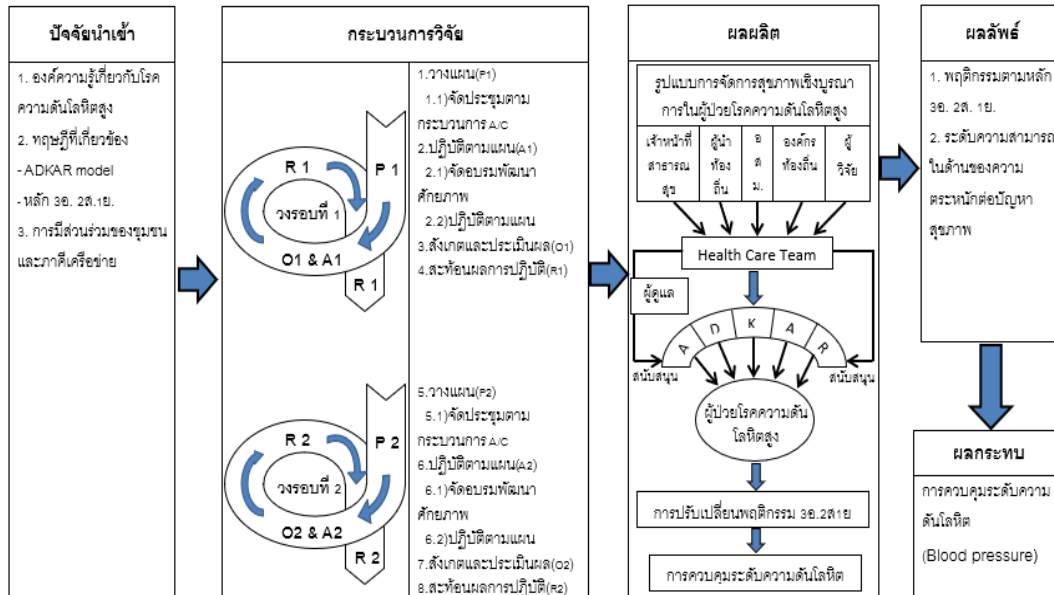 ปัจจัยนำเข้า
1. องค์ความรู้เกี่ยวกับโรค
ความดันโลหิตสูง
2. ทฤษฎีที่เกี่ยวข้อง
- ADKAR model
- หลัก 3อ. 2ส.1ย.
3. การมีส่วนร่วมของชุมชน
และภาคีเครือข่าย
กระบวนการวิจัย
R 1
P 1
วงรอบที่ 1
O1 & A1
R 1
1.วางแผน(P1)
1.1)จัดประชุมตาม
กระบวนการ A/C
2.ปฏิบัติตามแผน(A1)
2.1)จัดอบรมพัฒนา
ศักยภาพ
2.2)ปฏิบัติตามแผน
3.สังเกตและประเมินผล(O1)
4.สะท้อนผลการปฏิบัติ(R1)
R 2
P 2
วงรอบที่ 2
O2 & A2
R 2
5.วางแผน(P2)
5.1)จัดประชุมตาม
กระบวนการ A/C
6.ปฏิบัติตามแผน(A2)
6.1)จัดอบรมพัฒนา
ศักยภาพ
6.2)ปฏิบัติตามแผน
7.สังเกตและประเมินผล(O2)
8.สะท้อนผลการปฏิบัติ(R2)
ผลผลิต
รูปแบบการจัดการสุขภาพเชิงบูรณา
การในผู้ป่วยโรคความดันโลหิตสูง
เจ้าหน้าที่
สาธารณ
สุข
ผู้นำ
ท้อง
ถิ่น
อ
ส
ม.
องค์กร
ท้องถิ่น
ผู้
วิจัย
Health Care Team
ผู้ดูแล
A D K A R
สนับสนุน
สนับสนุน
ผู้ป่วยโรคความดัน
โลหิตสูง
การปรับเปลี่ยนพฤติกรรม 3อ.2ส1ย
การควบคุมระดับความดันโลหิต
ผลลัพธ์
1. พฤติกรรมตามหลัก
3อ. 2ส. 1ย.
2. ระดับความสามารถ
ในด้านของความ
ตระหนักต่อปัญหา
สุขภาพ
ผลกระทบ
การควบคุมระดับความ
ดันโลหิต
(Blood pressure)